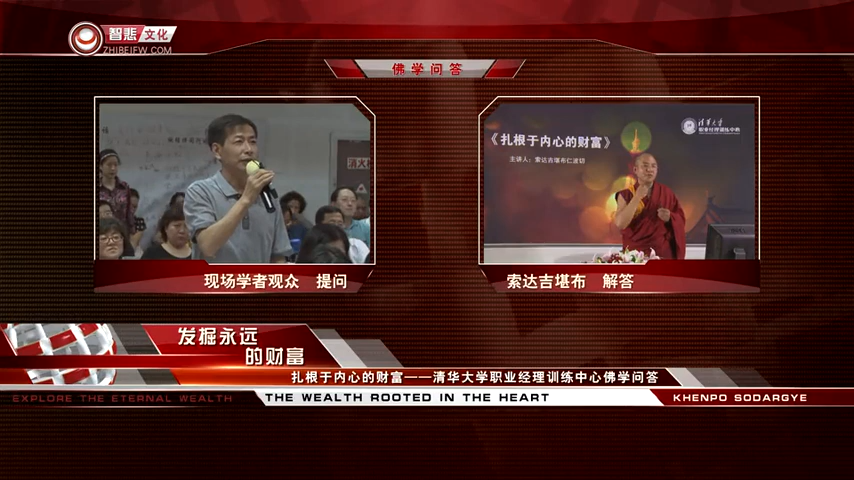 智悲文化
ZHIBEIFW.COM
佛学问答
《扎根于内心的财富》
主讲人：索达吉堪布仁波切
清华大学
职业经理训练中心
现场学者观众 提问
索达吉堪布 解答
发掘永远
的财富
扎根于内心的财富——清华大学职业经理训练中心佛学问答
EXPLORE THE ETERNAL WEALTH
THE WEALTH ROOTED IN THE HEART
KHENPO SODARGYE